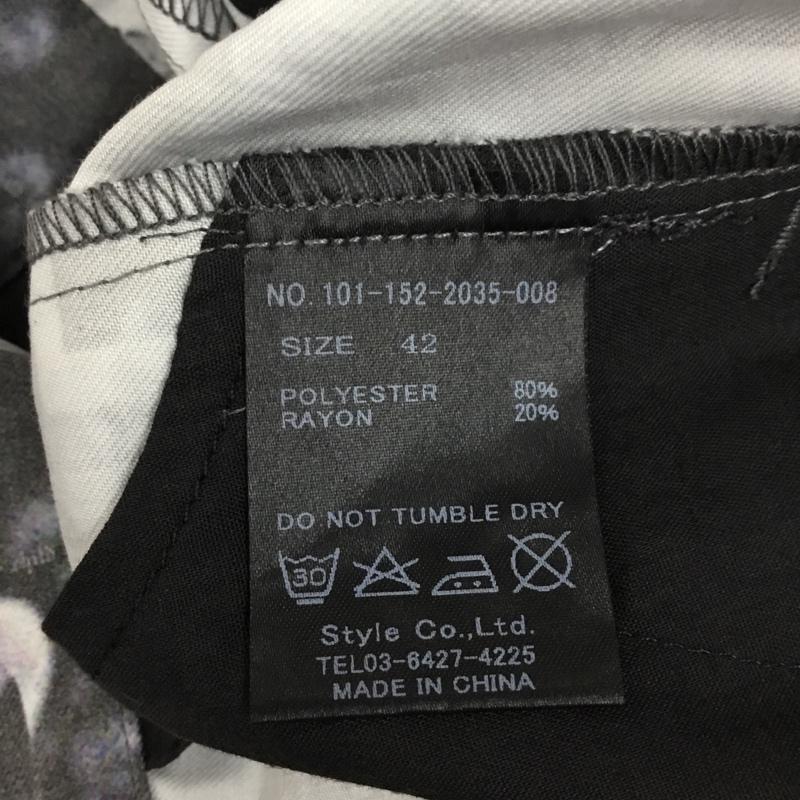 NO. 101-152-2035-008
SIZE 42
POLYESTER 80%
RAYON 20%
DO NOT TUMBLE DRY
30
Style Co.,Ltd.
TEL03-6427-4225
MADE IN CHINA